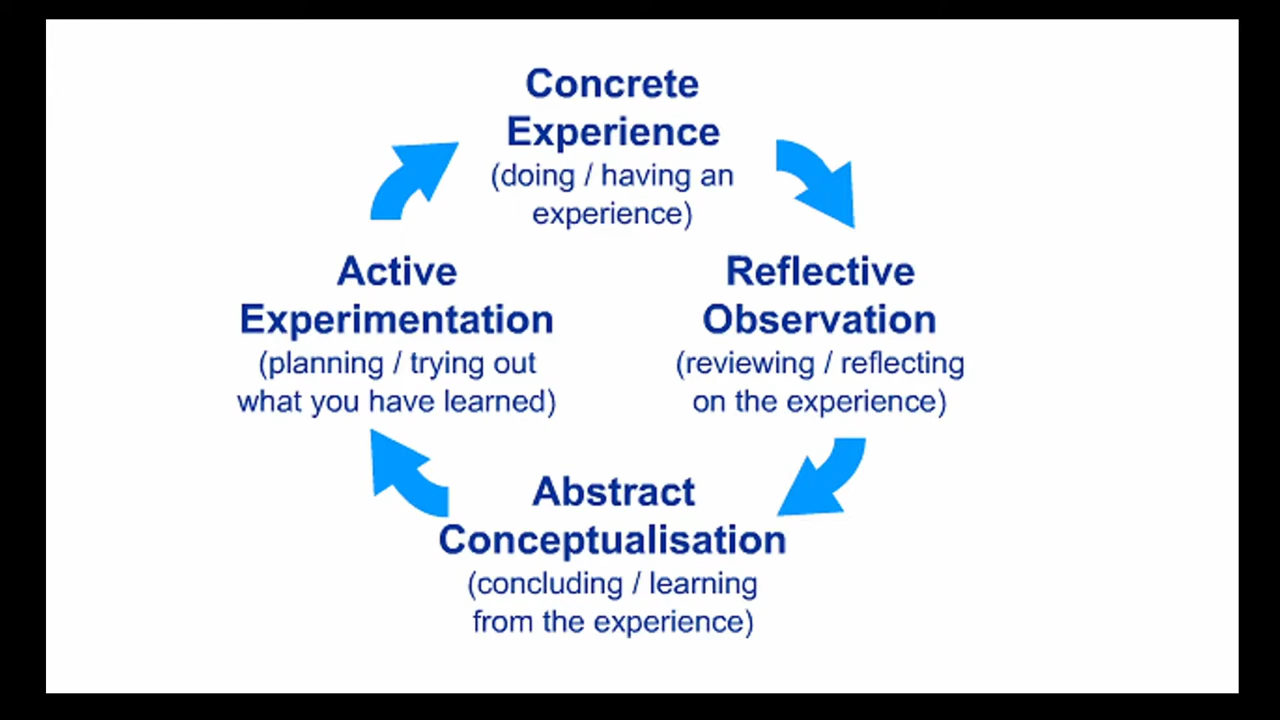 Concrete
Experience
(doing / having an
experience)
Reflective
Observation
(reviewing / reflecting
on the experience)
Abstract
Conceptualisation
(concluding / learning
from the experience)
Active
Experimentation
(planning / trying out
what you have learned)